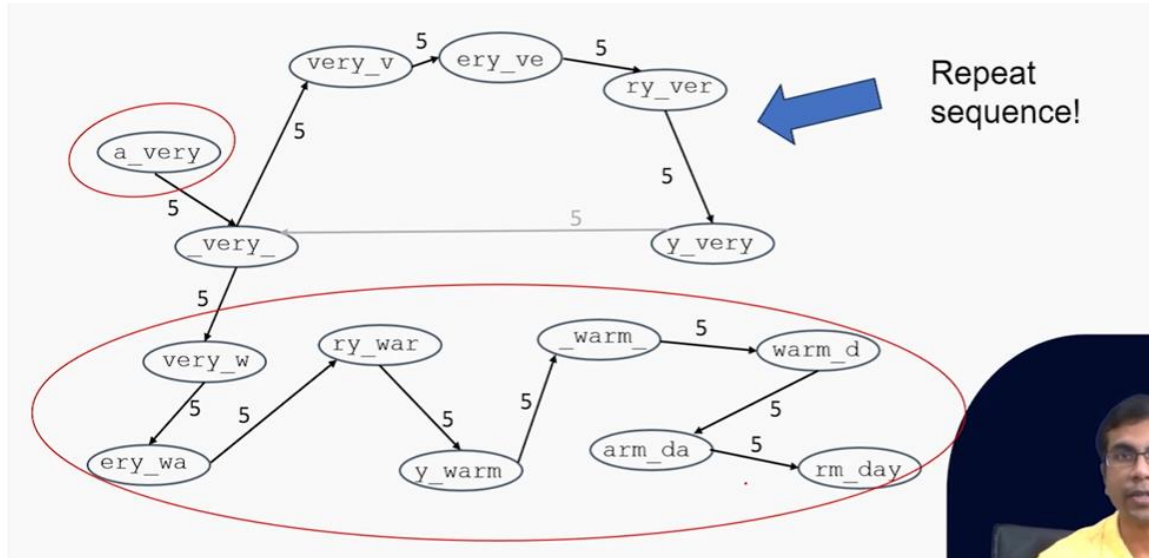 very_v
5
ery_ve
5
ry_ver
Repeat
sequence!
a_very
5
5
5
5
_very_
y_very
5
very_w
ry_war
_warm_
5
warm_d
5
5
5
5
5
ery_wa
y_warm
arm_da
5
rm_day